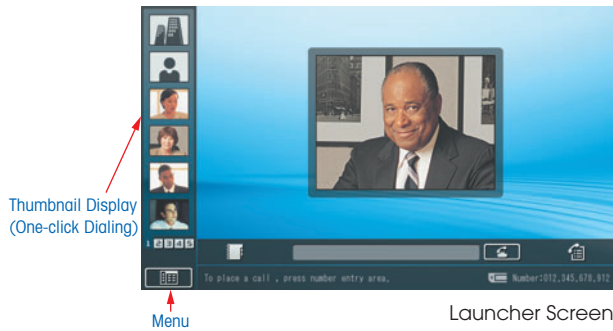 Thumbnail Display
(One-click Dialing)
1 2 3 4 5
To place a call , press number entry area.
Number:012,345,678,912
Menu
Launcher Screen